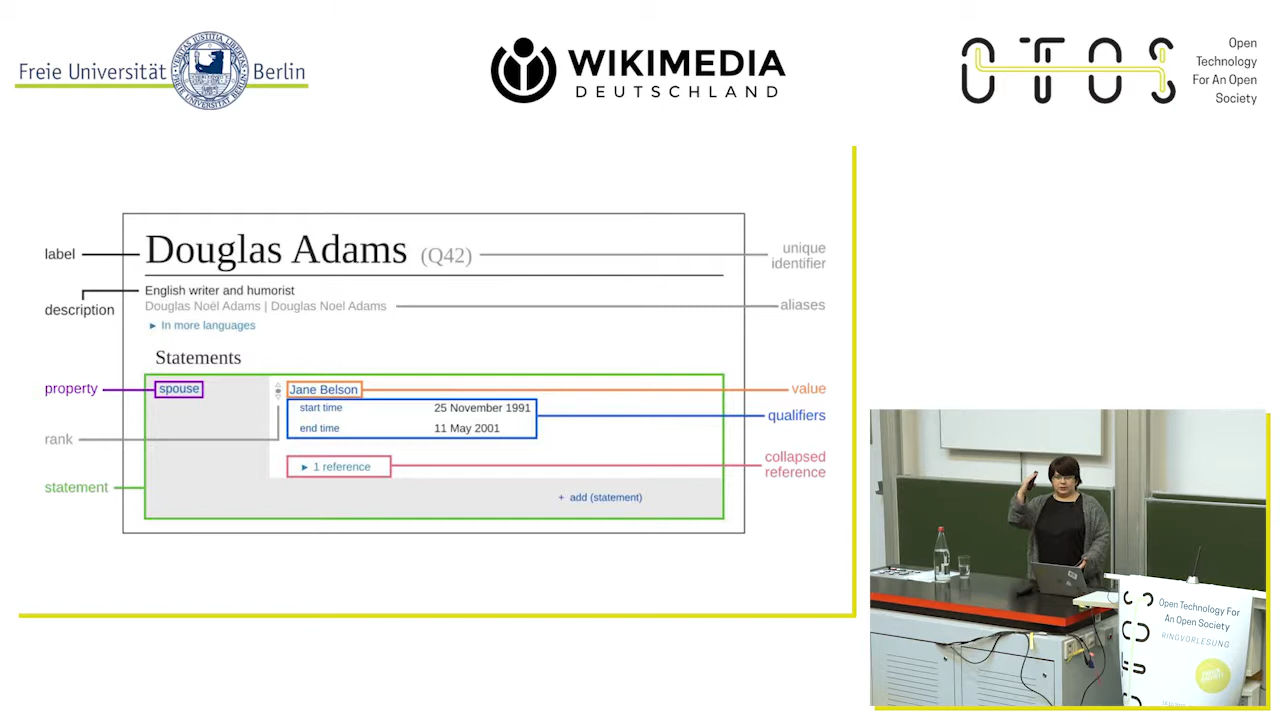 Freie Universität Berlin
WIKIMEDIA
DEUTSCHLAND
OTOS
Open
Technology
For An Open
Society
label
Douglas Adams (Q42)
unique
identifier
description
English writer and humorist
Douglas Noël Adams | Douglas Noel Adams
aliases
► In more languages
Statements
property
spouse
Jane Belson
value
start time 25 November 1991
qualifiers
end time 11 May 2001
rank
► 1 reference
collapsed
reference
statement
+ add (statement)
Open Technology For
An Open Society
RINGVORLESUNG